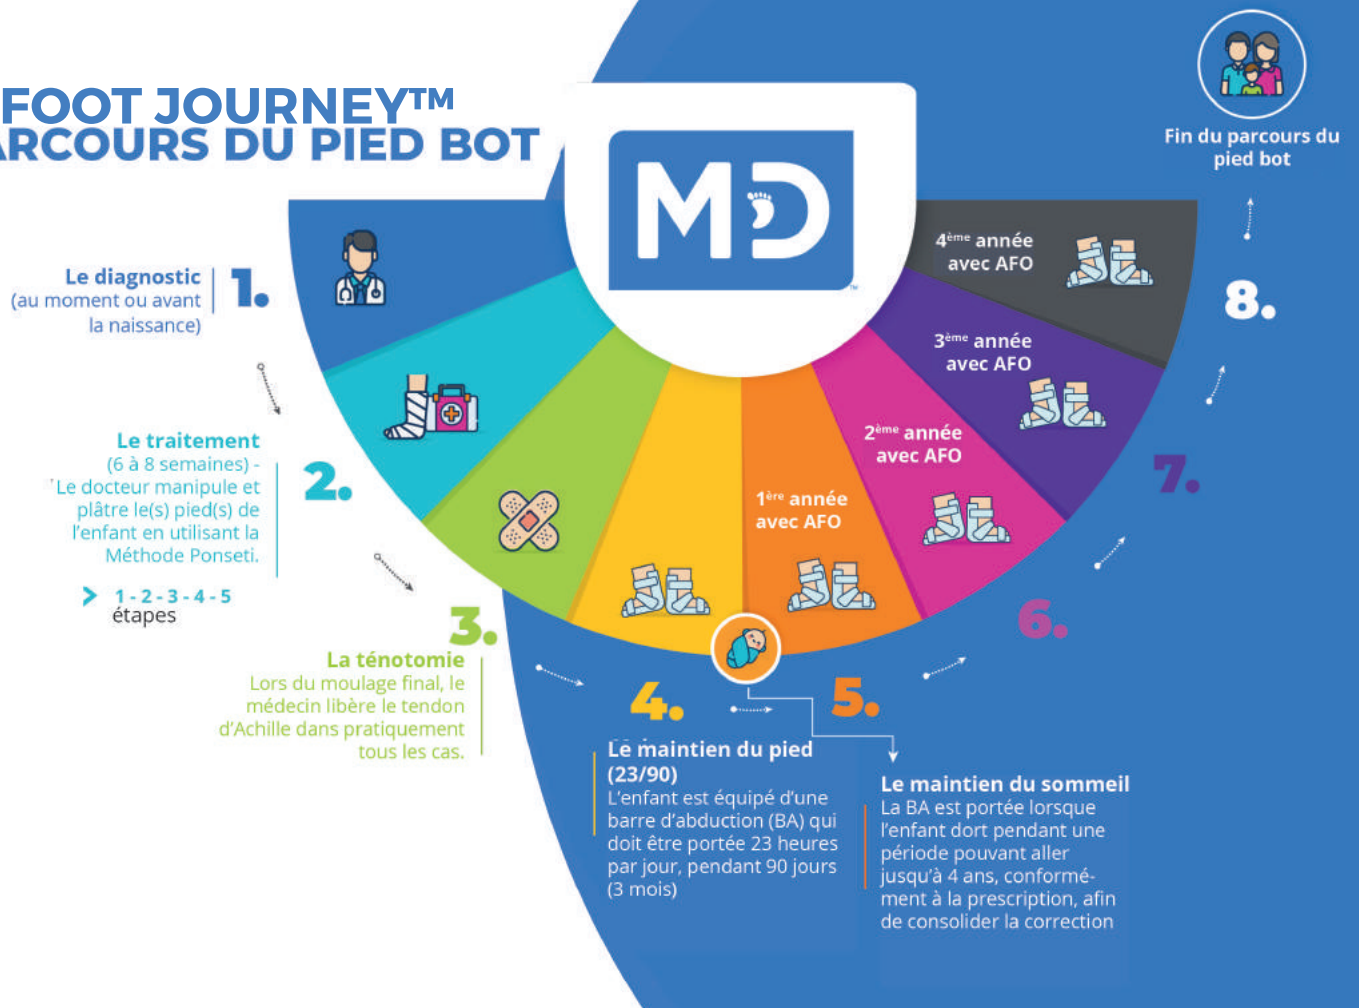 FOOT JOURNEY™
ARCOURS DU PIED BOT
MD
™
Le diagnostic
(au moment ou avant
la naissance)
1.
Le traitement
(6 à 8 semaines) -
Le docteur manipule et
plâtre le(s) pied(s) de
l'enfant en utilisant la
Méthode Ponseti.
> 1 - 2 - 3 - 4 - 5
étapes
2.
3.
La ténotomie
Lors du moulage final, le
médecin libère le tendon
d'Achille dans pratiquement
tous les cas.
4.
Le maintien du pied
(23/90)
L'enfant est équipé d'une
barre d'abduction (BA) qui
doit être portée 23 heures
par jour, pendant 90 jours
(3 mois)
1ère année
avec AFO
5.
Le maintien du sommeil
La BA est portée lorsque
l'enfant dort pendant une
période pouvant aller
jusqu'à 4 ans, conformé-
ment à la prescription, afin
de consolider la correction
2ème année
avec AFO
6.
3ème année
avec AFO
7.
4ème année
avec AFO
8.
Fin du parcours du
pied bot